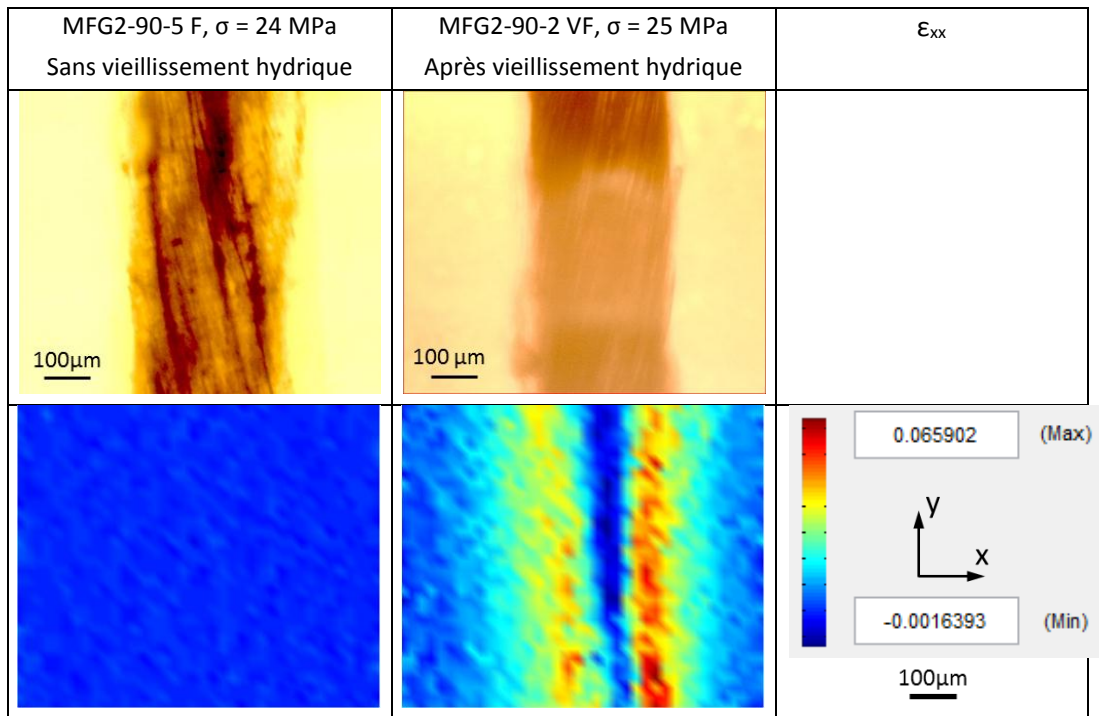 MFG2-90-5 F, σ = 24 MPa
Sans vieillissement hydrique
MFG2-90-2 VF, σ = 25 MPa
Après vieillissement hydrique
εxx
100µm
100 µm
0.065902 (Max)
y
x
-0.0016393 (Min)
100µm